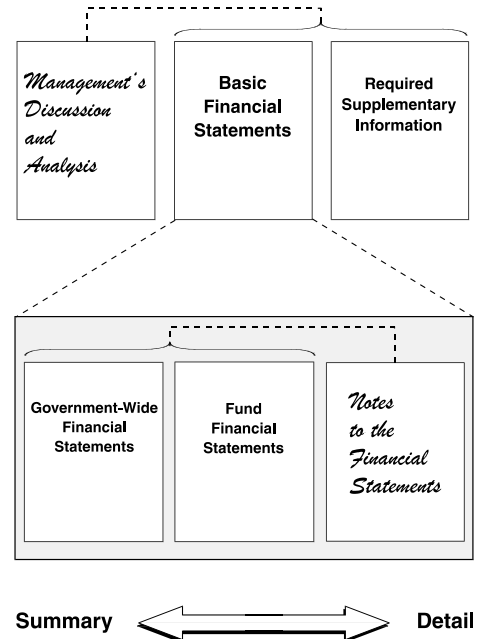 Management's
Discussion
and
Analysis
Basic
Financial
Statements
Required
Supplementary
Information
Government-Wide
Financial
Statements
Fund
Financial
Statements
Notes
to the
Financial
Statements
Summary
Detail